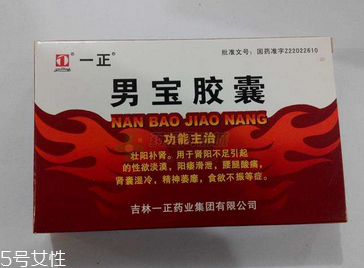 批准文号:国药准字Z22022610
一正®
男宝胶囊
NAN BAO JIAO NANG
功能主治
壮阳补肾。用于肾阳不足引起
的性欲淡漠,阳痿滑泄,腰腿酸痛,
肾囊湿冷,精神萎靡,食欲不振等症。
吉林一正药业集团有限公司
5号女性